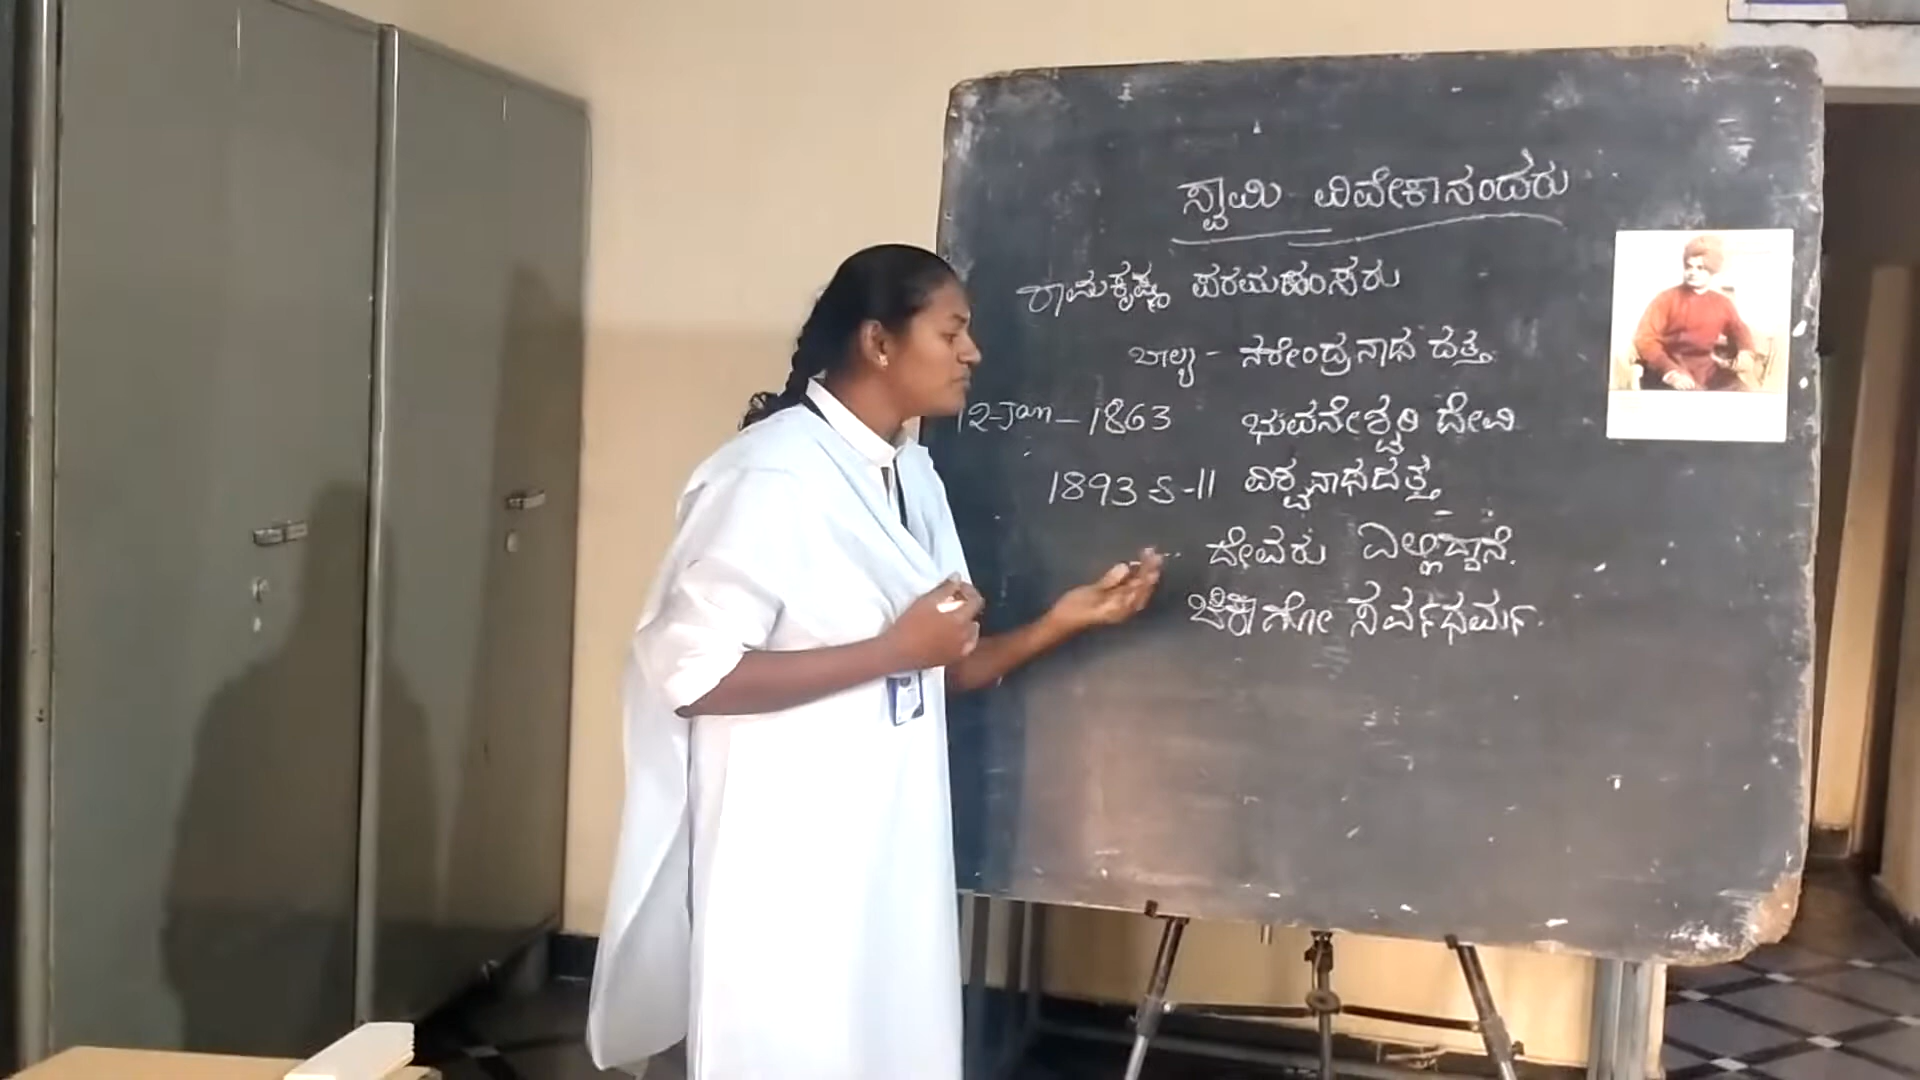 ಸ್ವಾಮಿ ವಿವೇಕಾನಂದರು
ರಾಮಕೃಷ್ಣ ಪರಮಹಂಸರು
ಬಾಲ್ಯ - ನರೇಂದ್ರನಾಥ ದತ್ತ
12-Jan-1863 ಭುವನೇಶ್ವರಿ ದೇವಿ
1893-S-11 ವಿಶ್ವನಾಥದತ್ತ
ದೇವರು ಎಲ್ಲಿದ್ದಾನೆ.
ಚಿಕಾಗೋ ಸರ್ವಧರ್ಮ.